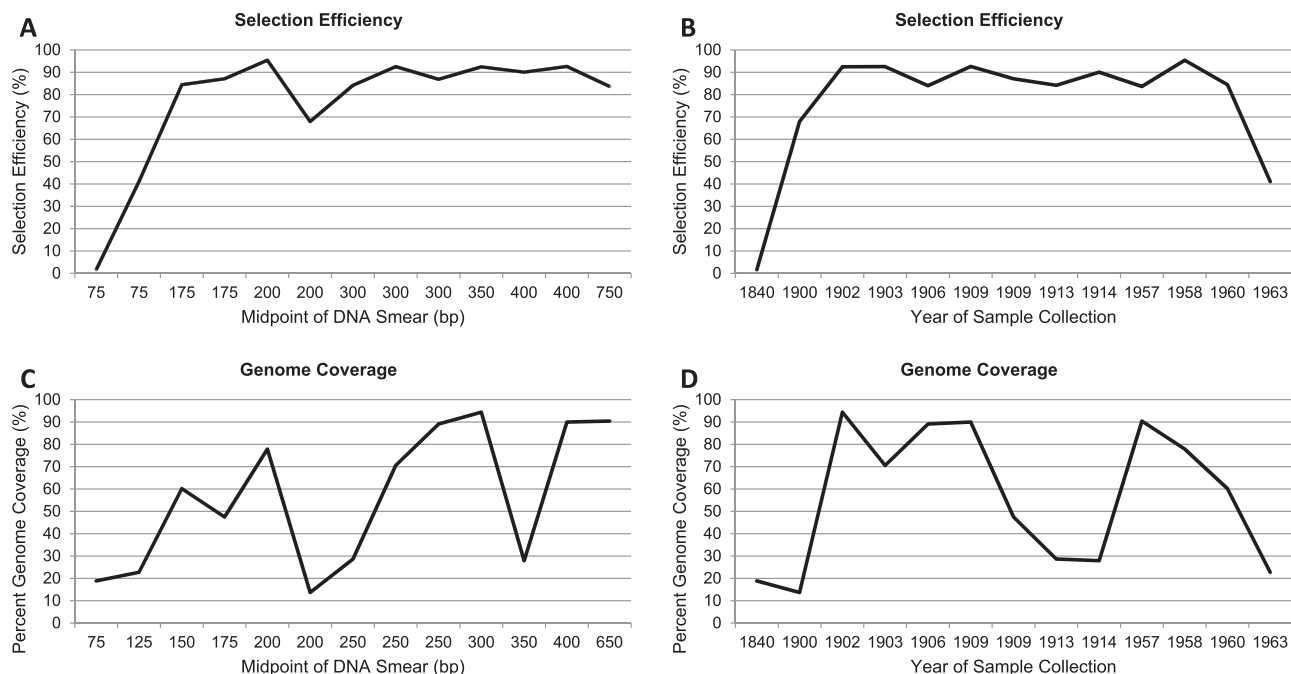 A
Selection Efficiency
Selection Efficiency (%)
100
90
80
70
60
50
40
30
20
10
0
75 75 175 175 200 200 300 300 300 350 400 400 750
Midpoint of DNA Smear (bp)
B
Selection Efficiency
Selection Efficiency (%)
100
90
80
70
60
50
40
30
20
10
0
1840 1900 1902 1903 1906 1909 1909 1913 1914 1957 1958 1960 1963
Year of Sample Collection
C
Genome Coverage
Percent Genome Coverage (%)
100
90
80
70
60
50
40
30
20
10
0
75 125 150 175 200 200 250 250 250 300 350 400 650
Midpoint of DNA Smear (bp)
D
Genome Coverage
Percent Genome Coverage (%)
100
90
80
70
60
50
40
30
20
10
0
1840 1900 1902 1903 1906 1909 1909 1913 1914 1957 1958 1960 1963
Year of Sample Collection